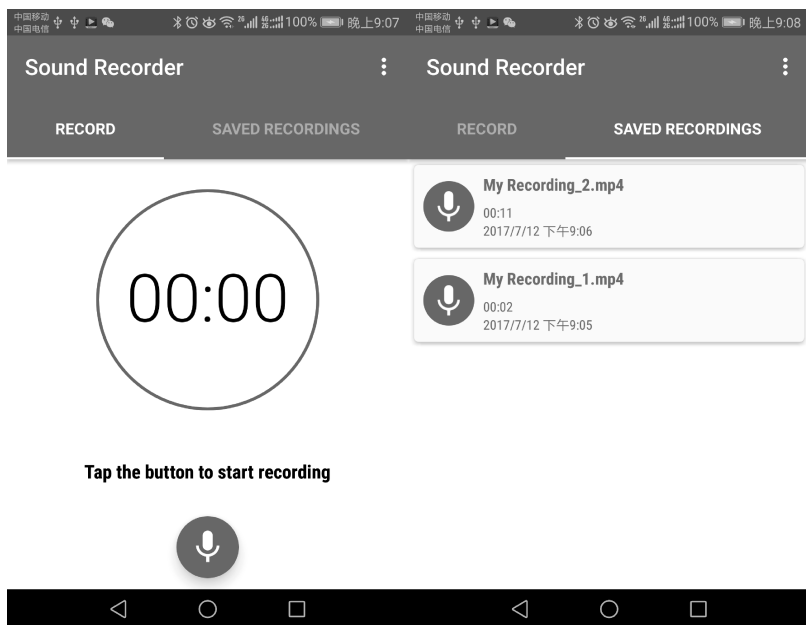 中国移动
中国电信
100%
晚上9:07
Sound Recorder
RECORD
SAVED RECORDINGS
00:00
Tap the button to start recording
中国移动
中国电信
100%
晚上9:08
Sound Recorder
RECORD
SAVED RECORDINGS
My Recording_2.mp4
00:11
2017/7/12 下午9:06
My Recording_1.mp4
00:02
2017/7/12 下午9:05